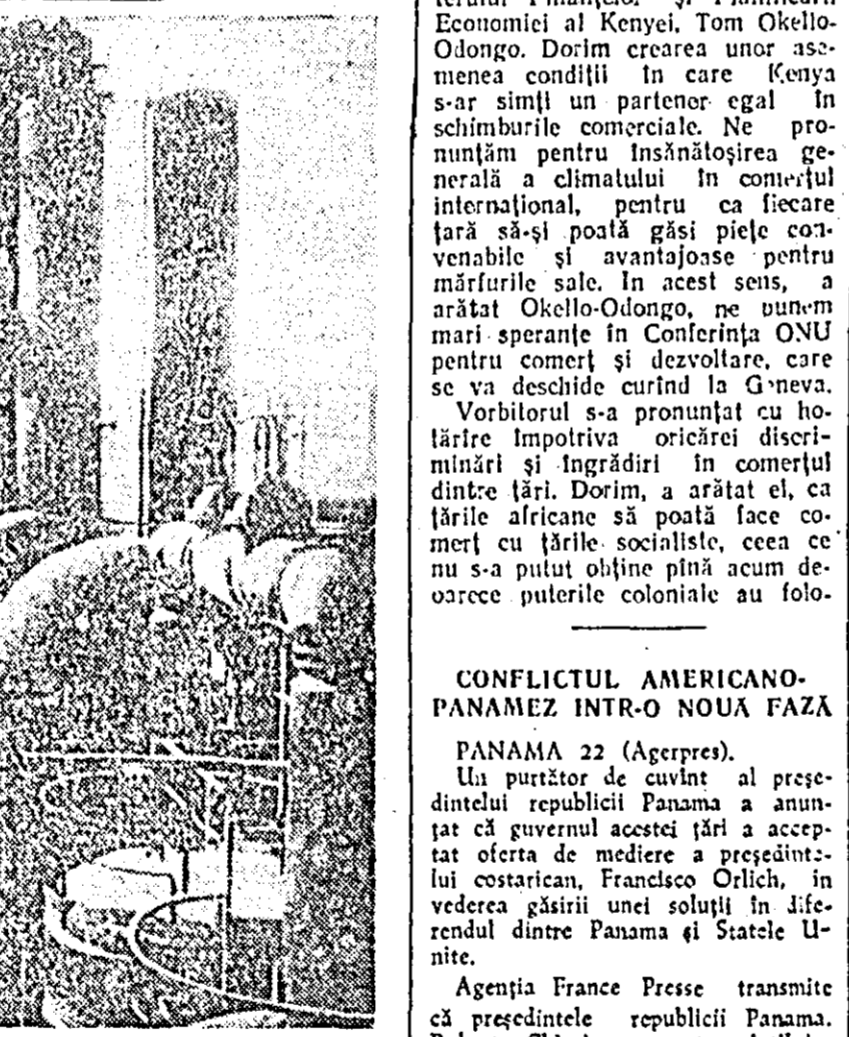 Economiei al Kenyei, Tom Okello-
Odongo. Dorim crearea unor ase-
menea condiții în care Kenya
s-ar simți un partener egal în
schimburile comerciale. Ne pro-
nunțăm pentru însănătoșirea ge-
nerală a climatului în comerțul
internațional, pentru ca fiecare
țară să-și poată găsi piețe con-
venabile și avantajoase pentru
mărfurile sale. In acest sens, a
arătat Okello-Odongo, ne punem
mari speranțe în Conferința ONU
pentru comerț și dezvoltare, care
se va deschide curînd la Geneva.
Vorbitorul s-a pronunțat cu ho-
tărîre împotriva oricărei discri-
minări și îngrădiri în comerțul
dintre țări. Dorim, a arătat el, ca
țările africane să poată face co-
merț cu țările socialiste, ceea ce
nu s-a putut obține pînă acum de-
oarece puterile coloniale au folo-
CONFLICTUL AMERICANO-
PANAMEZ INTR-O NOUA FAZĂ
PANAMA 22 (Agerpres).
Un purtător de cuvînt al preșe-
dintelui republicii Panama a anun-
țat că guvernul acestei țări a accep-
tat oferta de mediere a președinte-
lui costarican, Francisco Orlich, în
vederea găsirii unei soluții în dife-
rendul dintre Panama și Statele U-
nite.
Agenția France Presse transmite
că președintele republicii Panama.